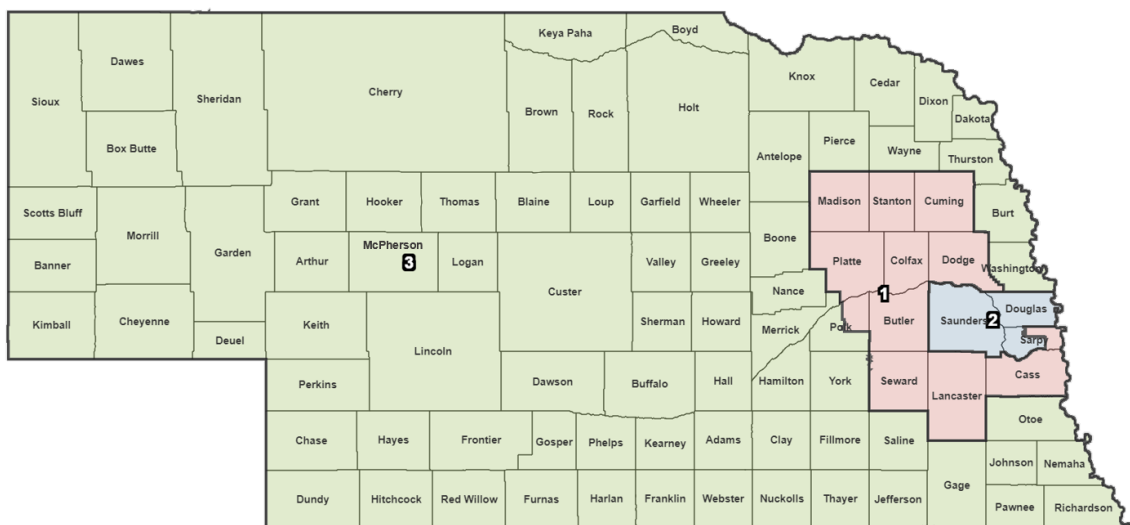 Keya Paha
Boyd
Dawes
Sioux
Sheridan
Cherry
Brown
Rock
Holt
Knox
Cedar
Dixon
Dakota
Box Butte
Antelope
Pierce
Wayne
Thurston
Scotts Bluff
Grant
Hooker
Thomas
Blaine
Loup
Garfield
Wheeler
Madison
Stanton
Cuming
Burt
Morrill
Garden
Boone
Banner
Arthur
McPherson
3
Logan
Custer
Valley
Greeley
Platte
Colfax
Dodge
Washington
Nance
1
Kimball
Cheyenne
Deuel
Keith
Lincoln
Sherman
Howard
Merrick
Polk
Butler
Saunders
2
Douglas
Sarpy
Perkins
Dawson
Buffalo
Hall
Hamilton
York
Seward
Lancaster
Cass
Chase
Hayes
Frontier
Gosper
Phelps
Kearney
Adams
Clay
Fillmore
Saline
Otoe
Dundy
Hitchcock
Red Willow
Furnas
Harlan
Franklin
Webster
Nuckolls
Thayer
Jefferson
Gage
Johnson
Nemaha
Pawnee
Richardson